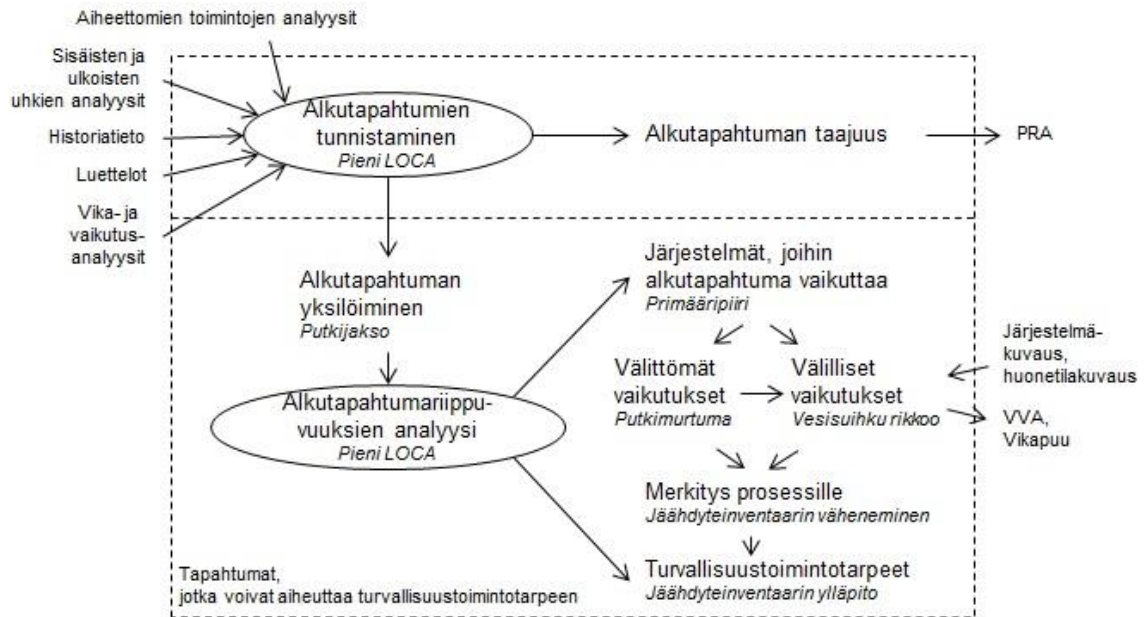 Aiheettomien toimintojen analyysit
Sisäisten ja
ulkoisten
uhkien analyysit
Historiatieto
Luettelot
Vika- ja
vaikutus-
analyysit
Alkutapahtumien
tunnistaminen
Pieni LOCA
Alkutapahtuman taajuus
PRA
Alkutapahtuman
yksilöiminen
Putkijakso
Alkutapahtumariippu-
vuuksien analyysi
Pieni LOCA
Järjestelmät, joihin
alkutapahtuma vaikuttaa
Primääripiiri
Välittömät
vaikutukset
Putkimurtuma
Välilliset
vaikutukset
Vesisuihku rikkoo
Järjestelmä-
kuvaus,
huonetilakuvaus
VVA,
Vikapuu
Merkitys prosessille
Jäähdyteinventaarin väheneminen
Turvallisuustoimintotarpeet
Jäähdyteinventaarin ylläpito
Tapahtumat,
jotka voivat aiheuttaa turvallisuustoimintotarpeen